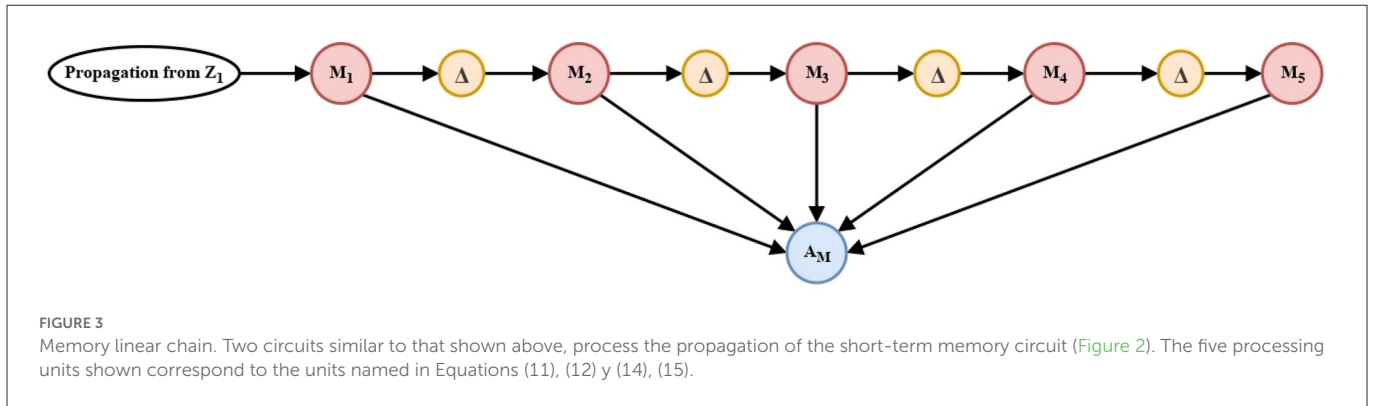 Propagation from Z₁ M₁ Δ M₂ Δ M₃ Δ M₄ Δ M₅
A_M
FIGURE 3
Memory linear chain. Two circuits similar to that shown above, process the propagation of the short-term memory circuit (Figure 2). The five processing
units shown correspond to the units named in Equations (11), (12) y (14), (15).